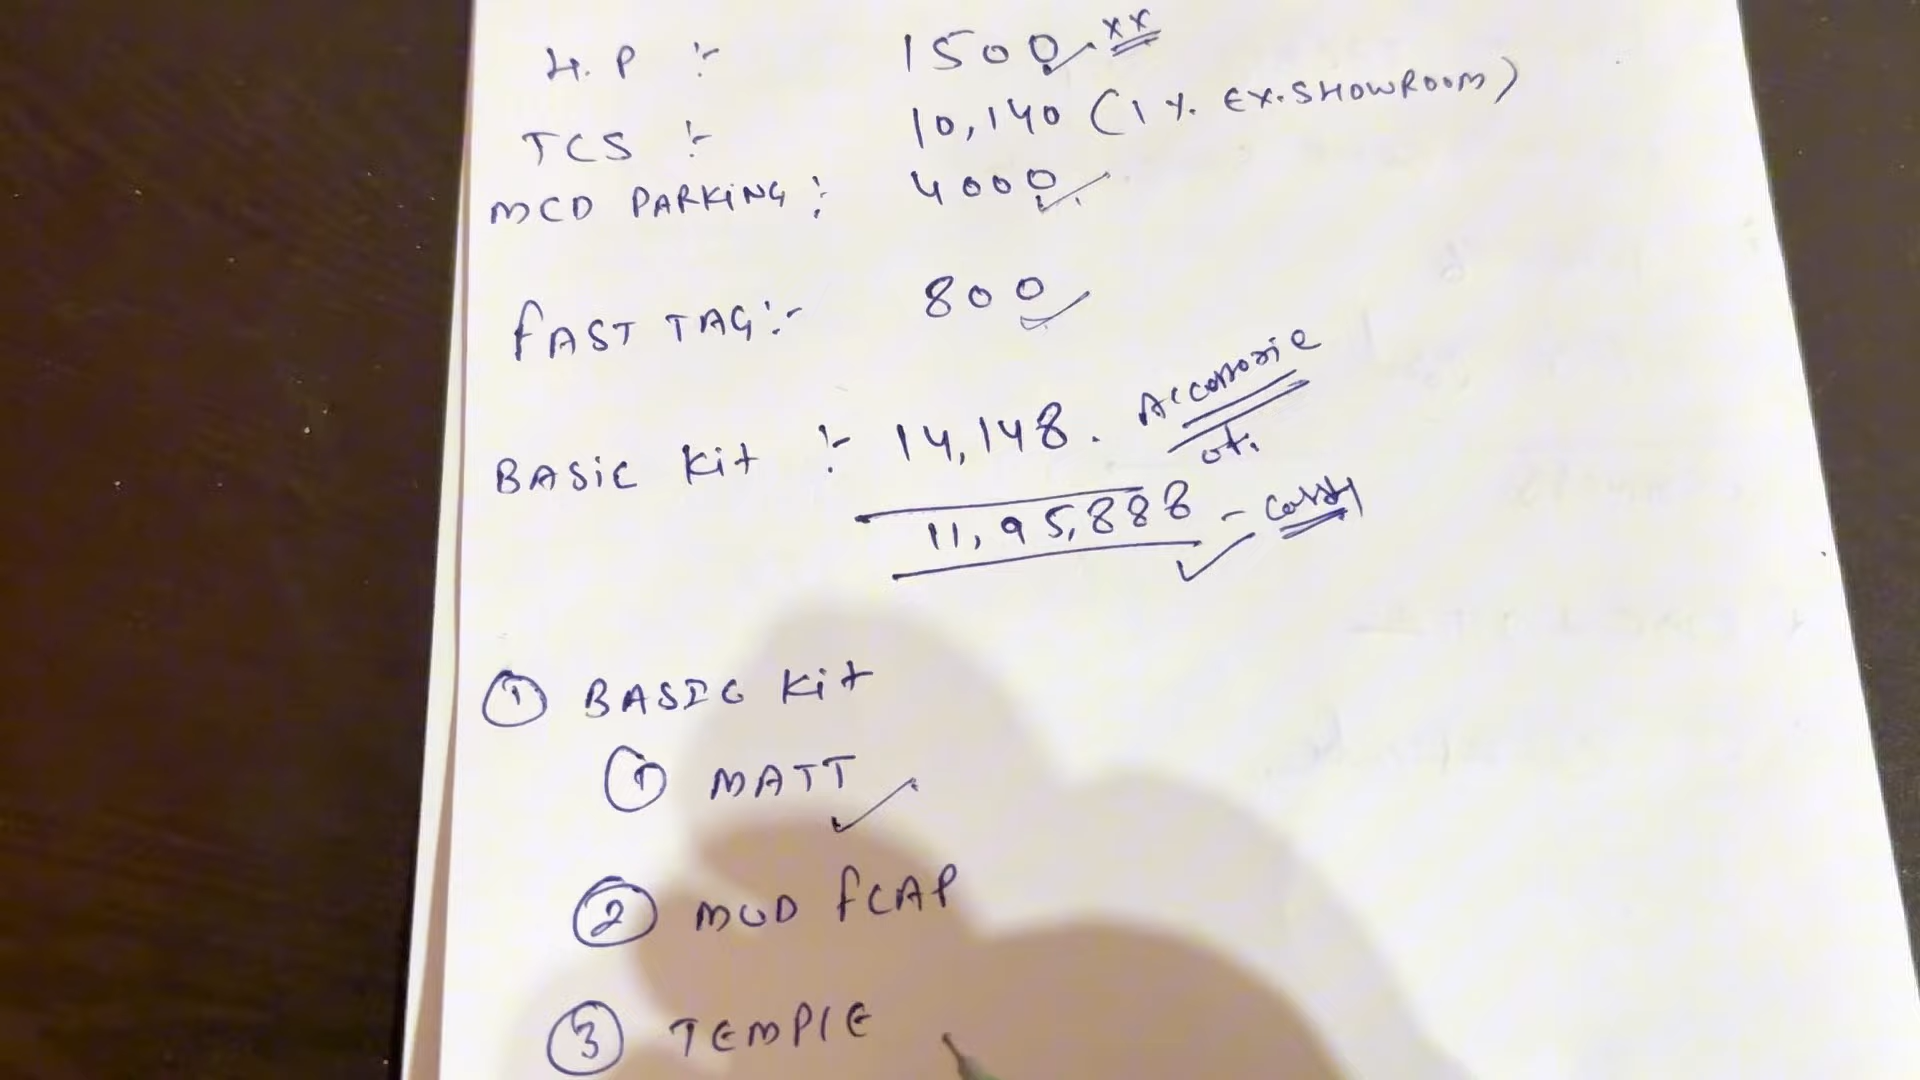 H.P :- 1500 xx
TCS :- 10,140 (1 %. EX.SHOWROOM)
MCD PARKiNG : 4000
fAST TAG :- 800
BASiC Kit :- 14,148. Accessorie
11,95,888 -
① BASIC Kit
① MATT
② MUD fLAP
③ TEMPlE